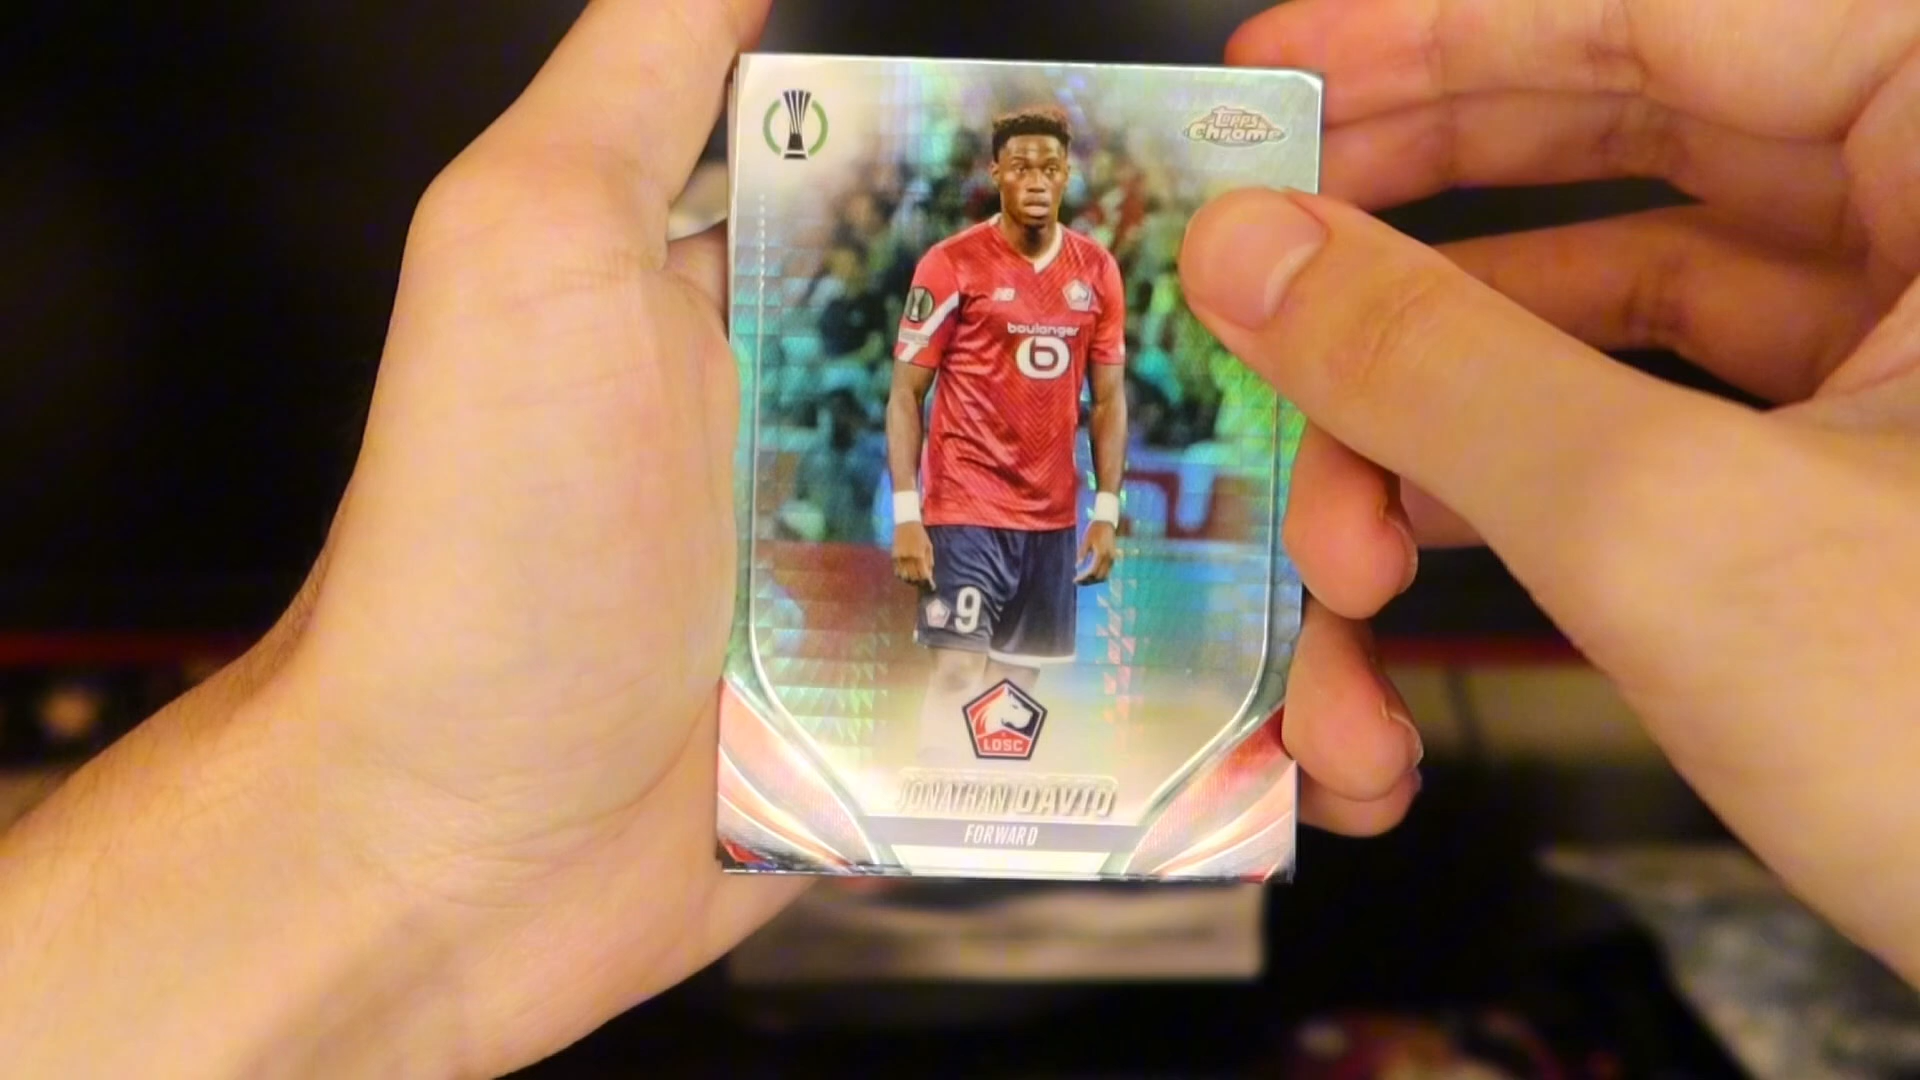 Topps
Chrome
boulanger
b
9
LOSC
JONATHAN DAVID
FORWARD